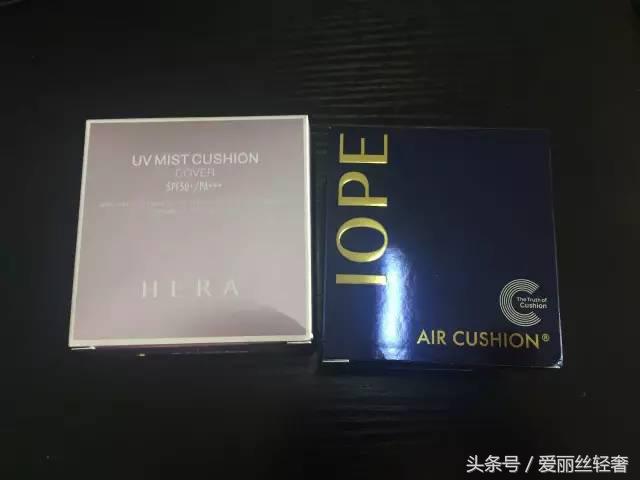 UV MIST CUSHION
COVER
SPF50+/PA+++
HERA
IOPE
The Truth of
Cushion
AIR CUSHION®
头条号 / 爱丽丝轻奢